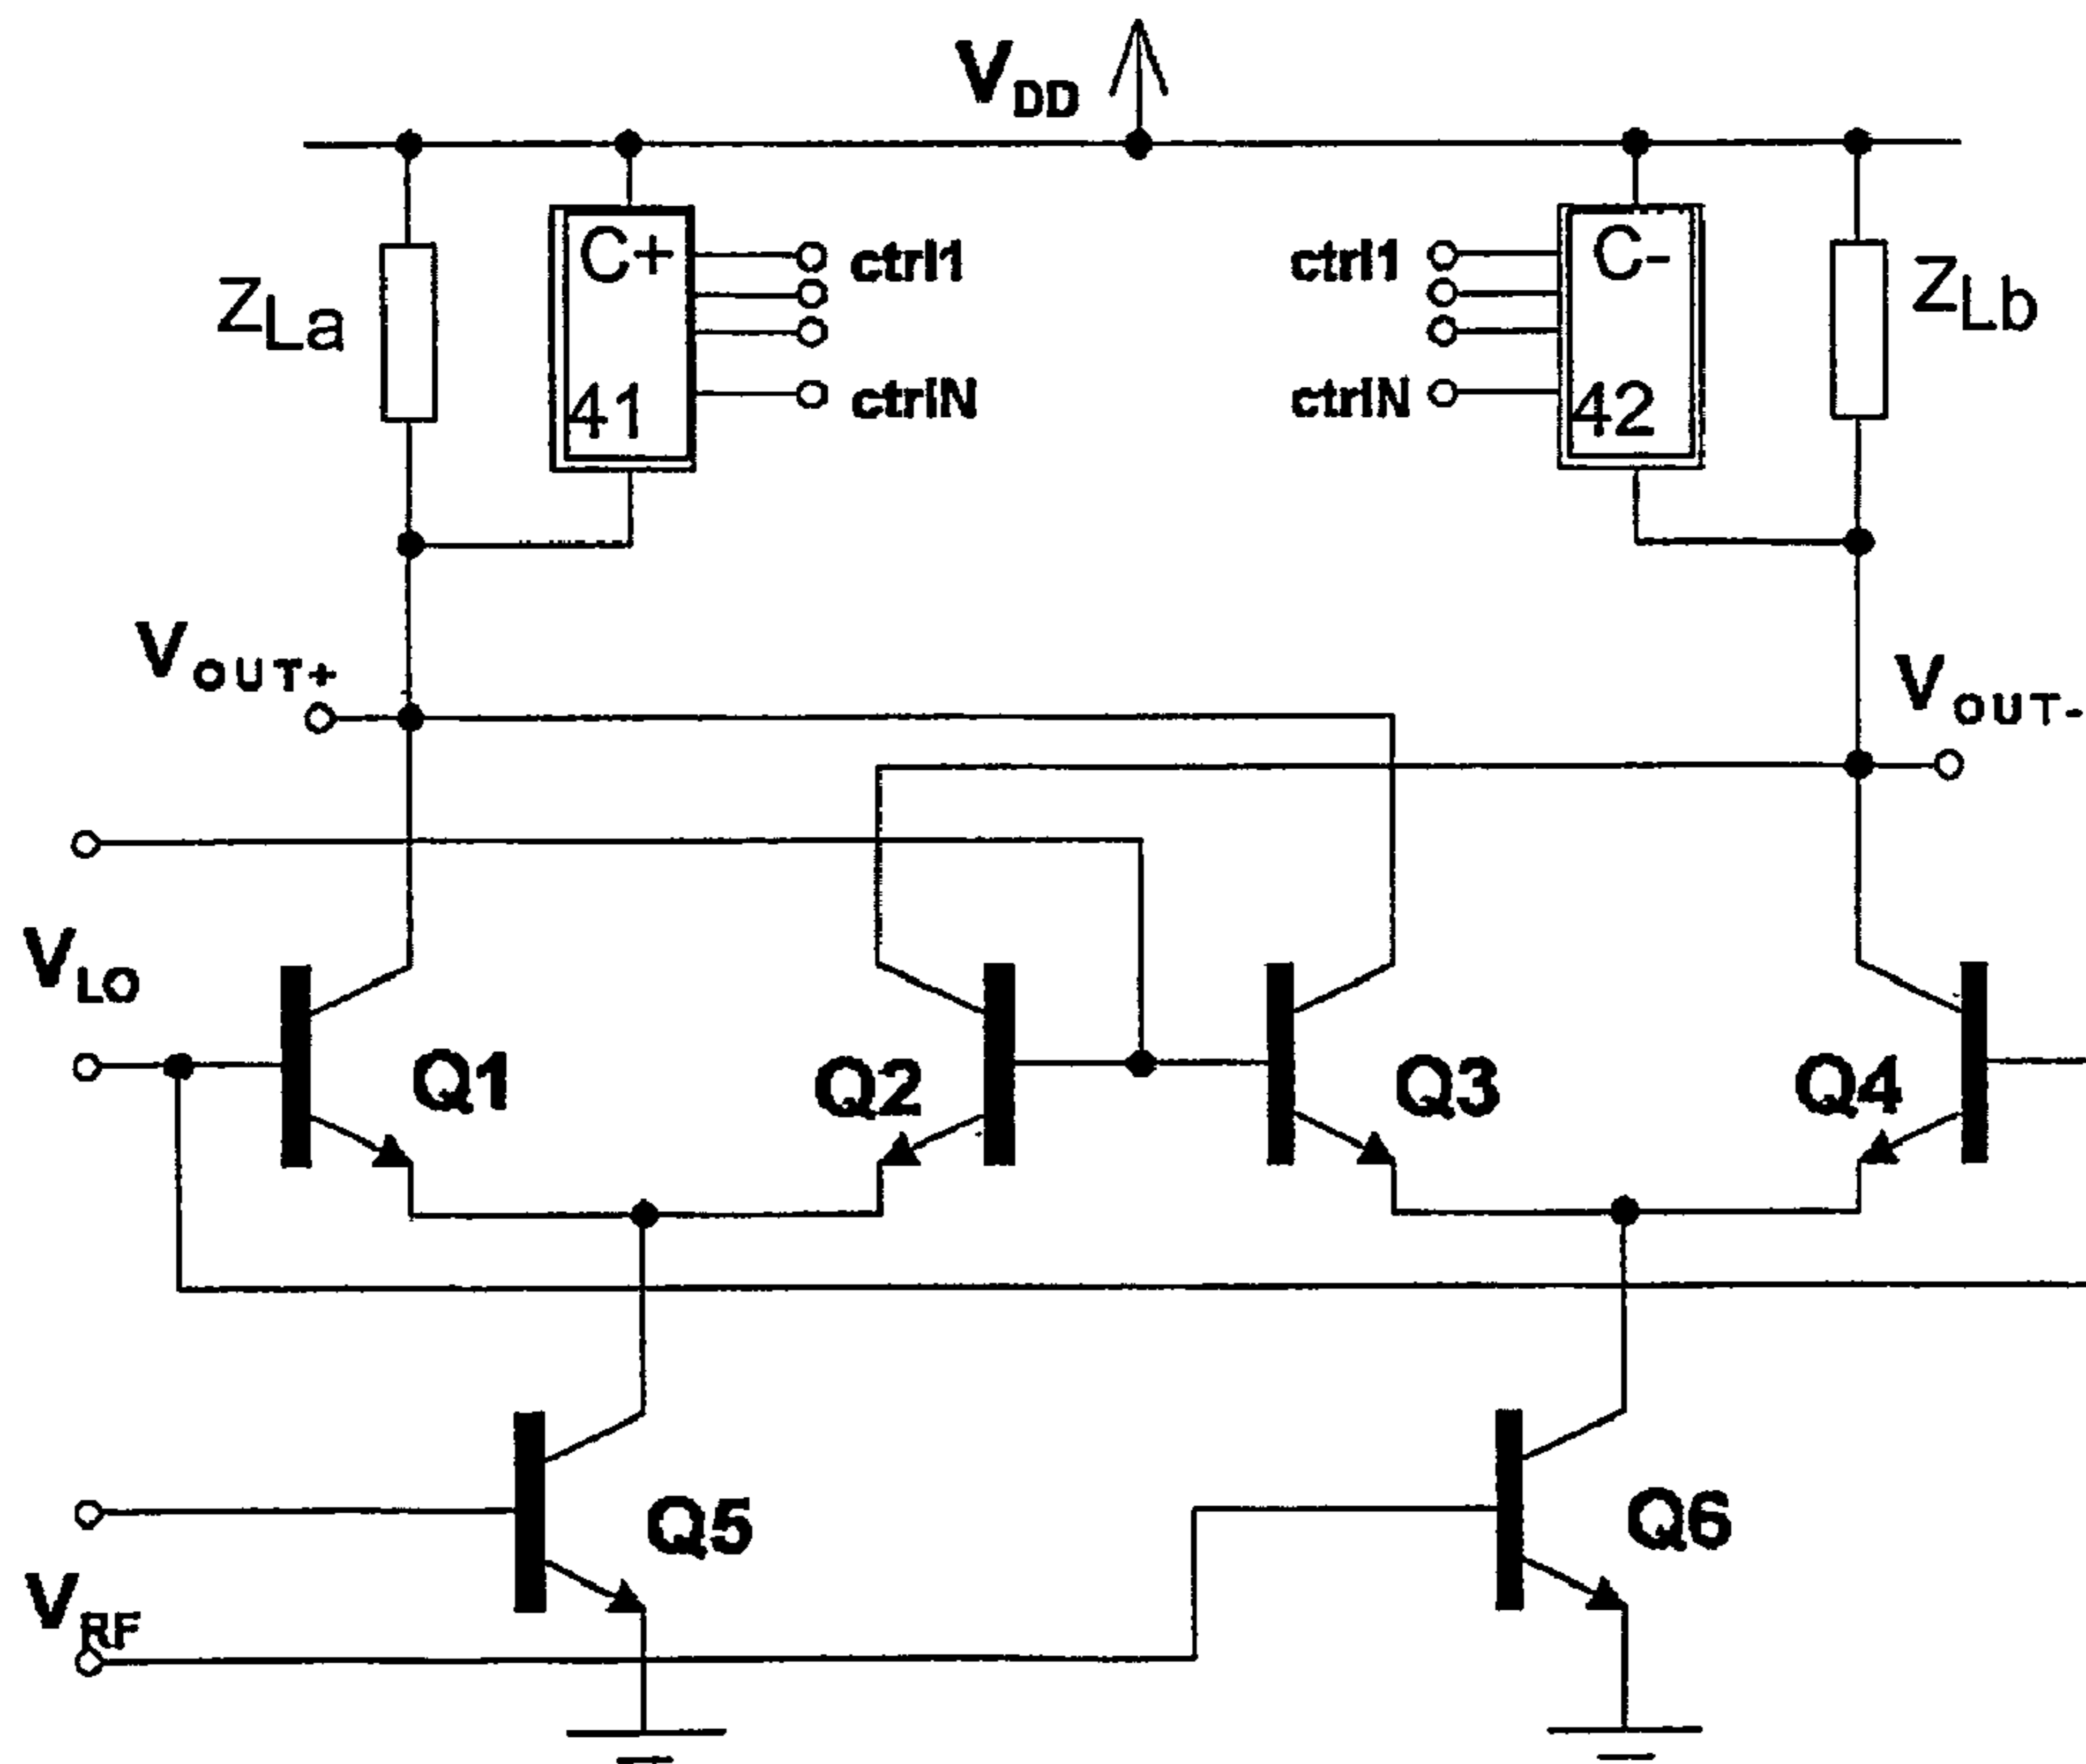 VDD
C+
ctrl1
ctrl1
C-
ZLa
ZLb
41
ctrlN
ctrlN
42
VOUT+
VOUT-
VLO
Q1
Q2
Q3
Q4
Q5
Q6
VRF